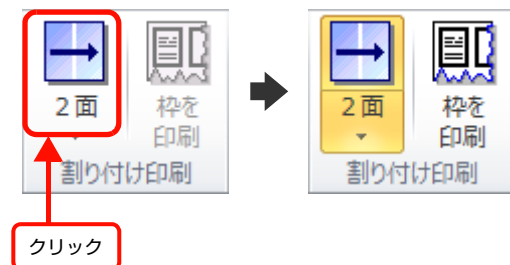 2面
枠を
印刷
割り付け印刷
クリック
2面
枠を
印刷
割り付け印刷